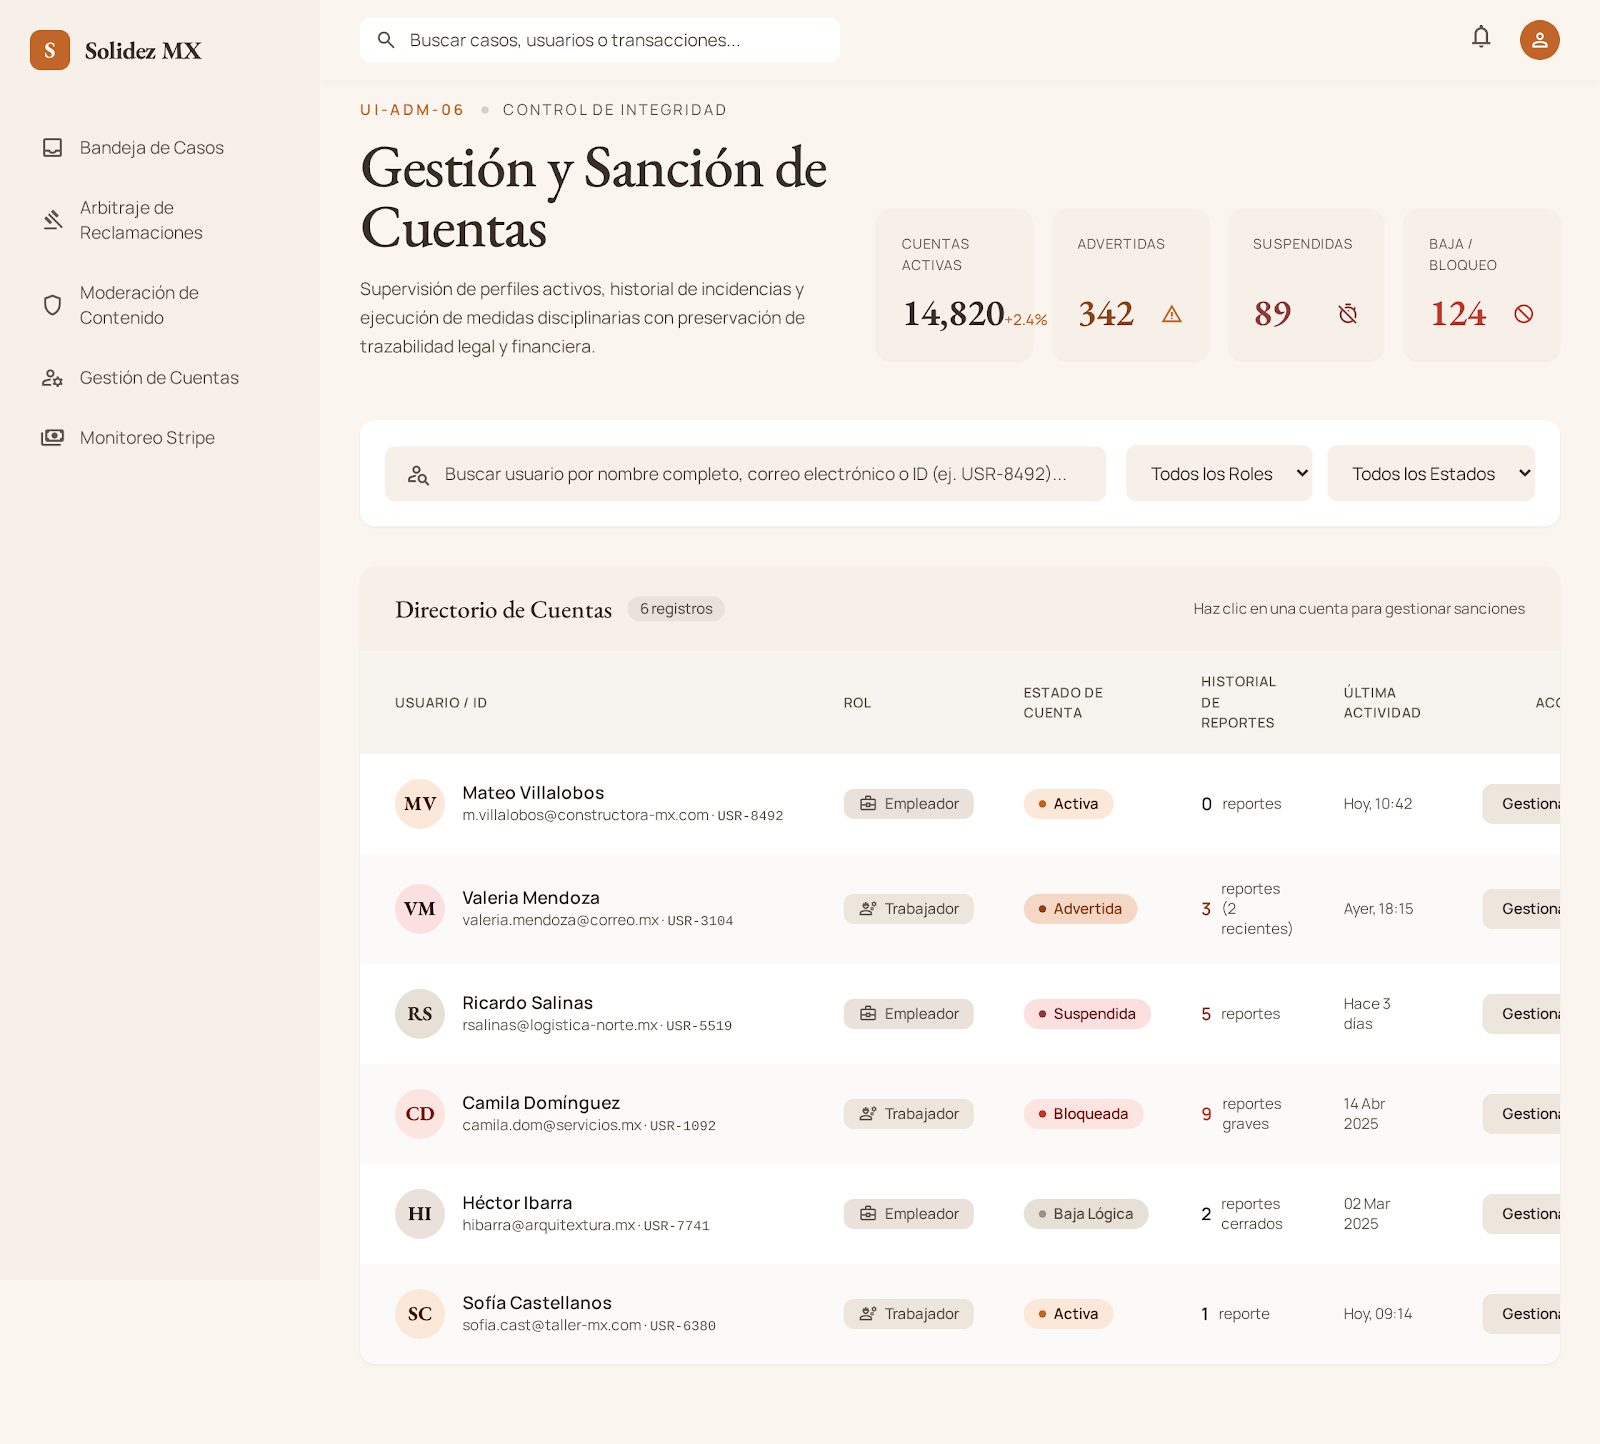 S
Solidez MX
Buscar casos, usuarios o transacciones...
Bandeja de Casos
Arbitraje de
Reclamaciones
Moderación de
Contenido
Gestión de Cuentas
Monitoreo Stripe
UI-ADM-06 • CONTROL DE INTEGRIDAD
Gestión y Sanción de
Cuentas
Supervisión de perfiles activos, historial de incidencias y
ejecución de medidas disciplinarias con preservación de
trazabilidad legal y financiera.
CUENTAS
ACTIVAS
14,820 +2.4%
ADVERTIDAS
342
SUSPENDIDAS
89
BAJA /
BLOQUEO
124
Buscar usuario por nombre completo, correo electrónico o ID (ej. USR-8492)...
Todos los Roles
Todos los Estados
Directorio de Cuentas
6 registros
Haz clic en una cuenta para gestionar sanciones
USUARIO / ID
ROL
ESTADO DE
CUENTA
HISTORIAL
DE
REPORTES
ÚLTIMA
ACTIVIDAD
ACC
MV
Mateo Villalobos
m.villalobos@constructora-mx.com · USR-8492
Empleador
Activa
0 reportes
Hoy, 10:42
Gestiona
VM
Valeria Mendoza
valeria.mendoza@correo.mx · USR-3104
Trabajador
Advertida
3 reportes
(2
recientes)
Ayer, 18:15
Gestiona
RS
Ricardo Salinas
rsalinas@logistica-norte.mx · USR-5519
Empleador
Suspendida
5 reportes
Hace 3
días
Gestiona
CD
Camila Domínguez
camila.dom@servicios.mx · USR-1092
Trabajador
Bloqueada
9 reportes
graves
14 Abr
2025
Gestiona
HI
Héctor Ibarra
hibarra@arquitextura.mx · USR-7741
Empleador
Baja Lógica
2 reportes
cerrados
02 Mar
2025
Gestiona
SC
Sofía Castellanos
sofia.cast@taller-mx.com · USR-6380
Trabajador
Activa
1 reporte
Hoy, 09:14
Gestiona